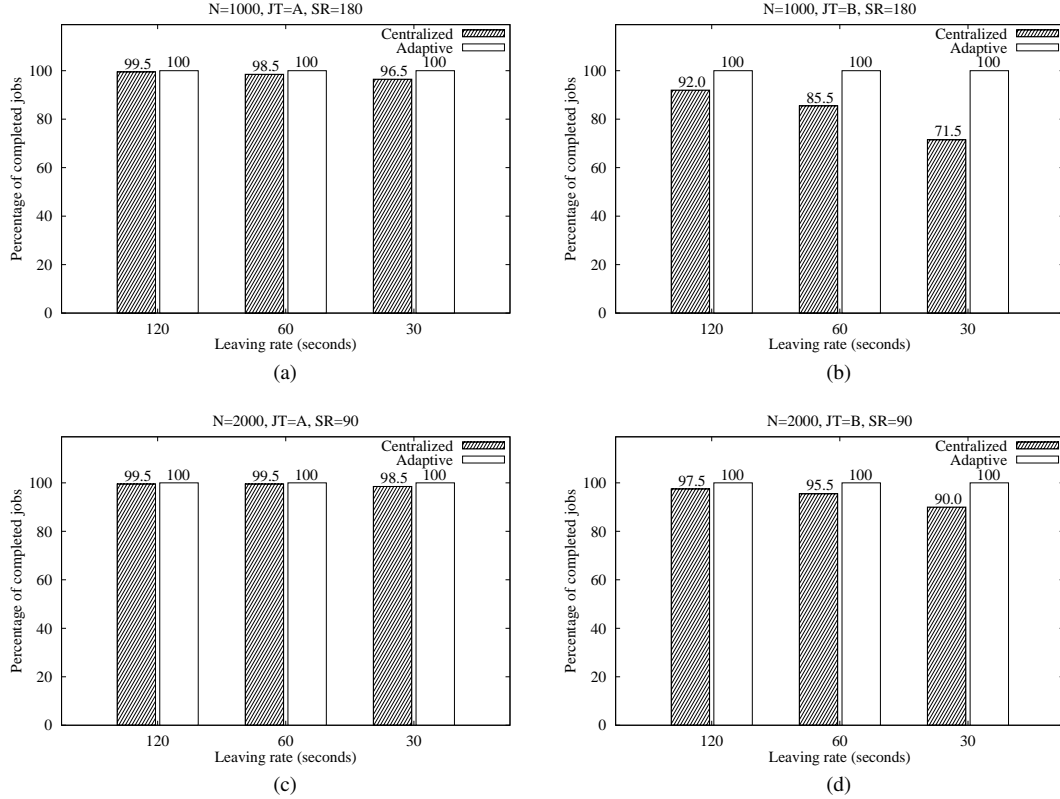 N=1000, JT=A, SR=180
Centralized
Adaptive
99.5 100 98.5 100 96.5 100
100
80
60
40
20
0
Percentage of completed jobs
120 60 30
Leaving rate (seconds)
(a)
N=1000, JT=B, SR=180
Centralized
Adaptive
92.0 100 85.5 100 71.5 100
100
80
60
40
20
0
Percentage of completed jobs
120 60 30
Leaving rate (seconds)
(b)
N=2000, JT=A, SR=90
Centralized
Adaptive
99.5 100 99.5 100 98.5 100
100
80
60
40
20
0
Percentage of completed jobs
120 60 30
Leaving rate (seconds)
(c)
N=2000, JT=B, SR=90
Centralized
Adaptive
97.5 100 95.5 100 90.0 100
100
80
60
40
20
0
Percentage of completed jobs
120 60 30
Leaving rate (seconds)
(d)